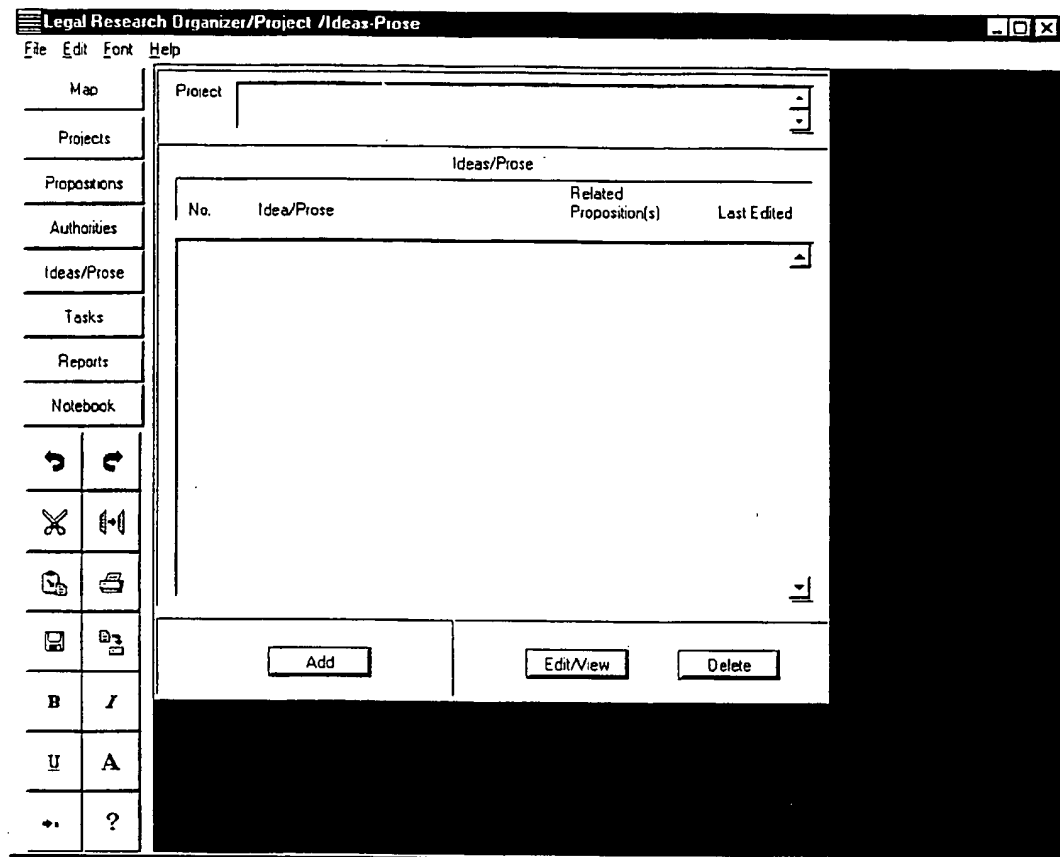 Legal Research Organizer/Project /Ideas-Prose
File Edit Font Help
Map
Projects
Propositions
Authorities
Ideas/Prose
Tasks
Reports
Notebook
B I
U A
?
Project
Ideas/Prose
No. Idea/Prose Related Proposition(s) Last Edited
Add Edit/View Delete